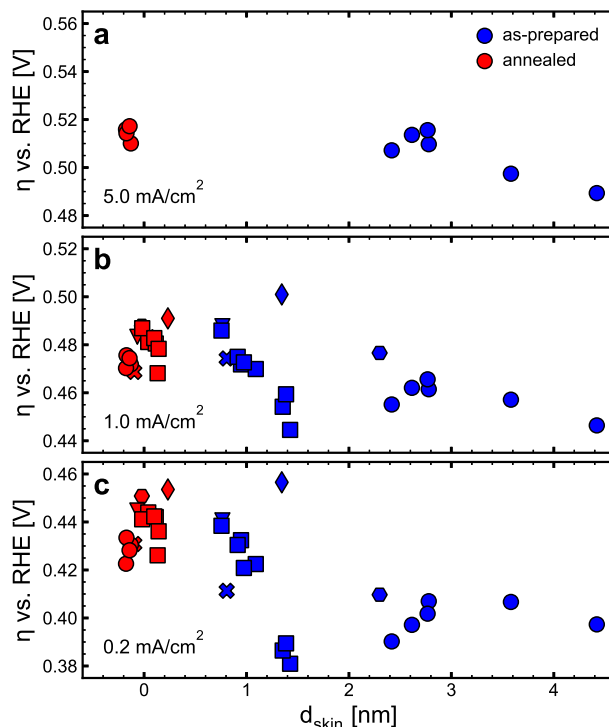 a
as-prepared
annealed
5.0 mA/cm²
η vs. RHE [V]
0.56
0.54
0.52
0.50
0.48
b
1.0 mA/cm²
η vs. RHE [V]
0.52
0.50
0.48
0.46
0.44
c
0.2 mA/cm²
η vs. RHE [V]
0.46
0.44
0.42
0.40
0.38
0 1 2 3 4
d_skin [nm]